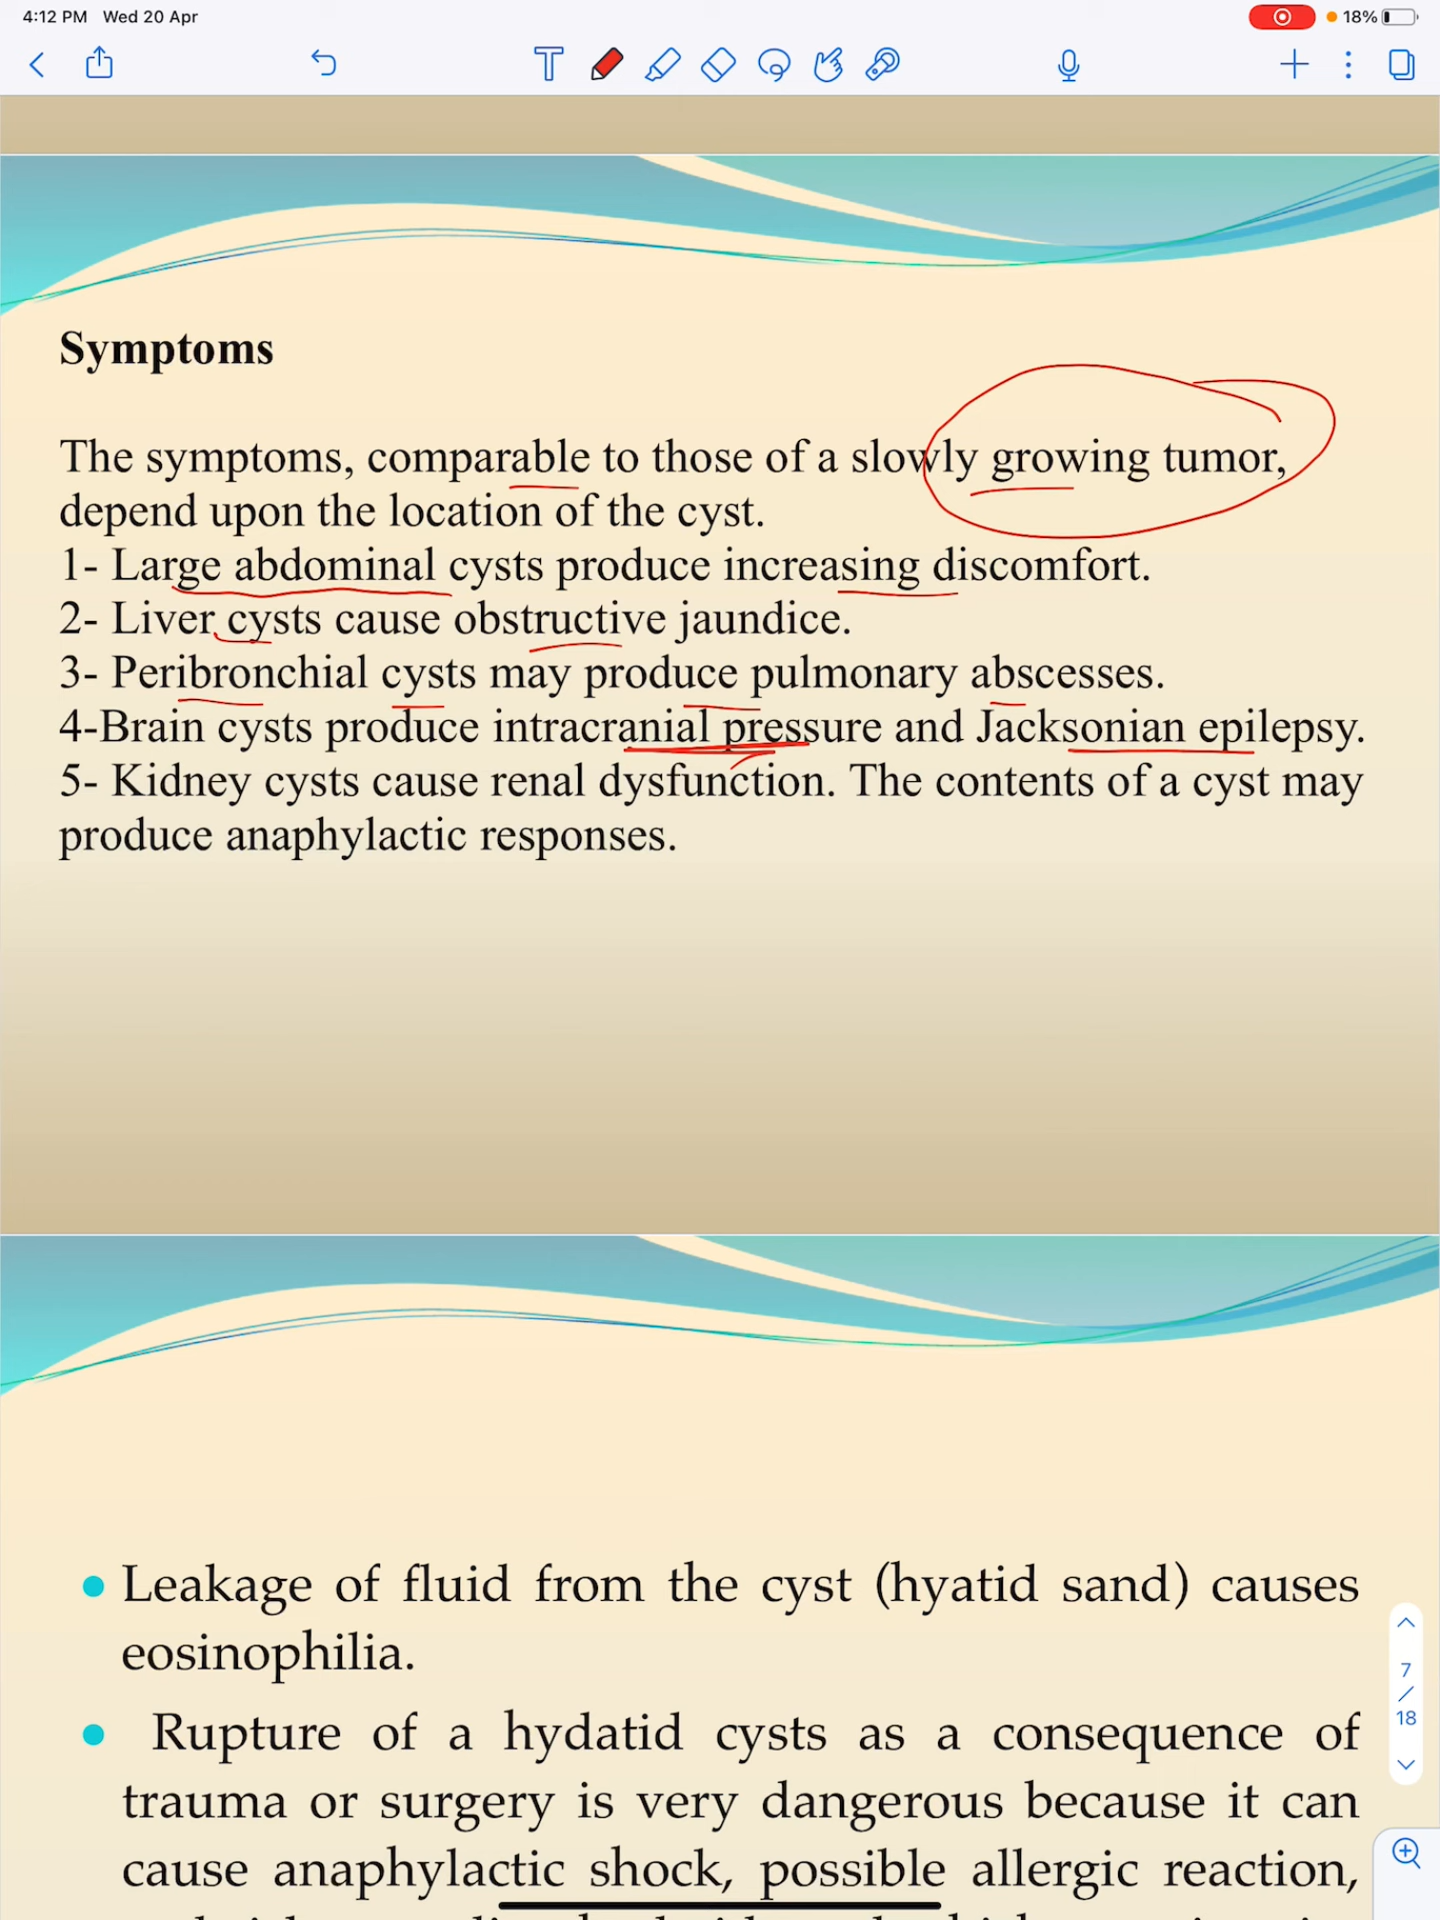 4:12 PM Wed 20 Apr
18%
T
Symptoms
The symptoms, comparable to those of a slowly growing tumor,
depend upon the location of the cyst.
1- Large abdominal cysts produce increasing discomfort.
2- Liver cysts cause obstructive jaundice.
3- Peribronchial cysts may produce pulmonary abscesses.
4-Brain cysts produce intracranial pressure and Jacksonian epilepsy.
5- Kidney cysts cause renal dysfunction. The contents of a cyst may
produce anaphylactic responses.
Leakage of fluid from the cyst (hyatid sand) causes
eosinophilia.
Rupture of a hydatid cysts as a consequence of
trauma or surgery is very dangerous because it can
cause anaphylactic shock, possible allergic reaction,
7
/
18